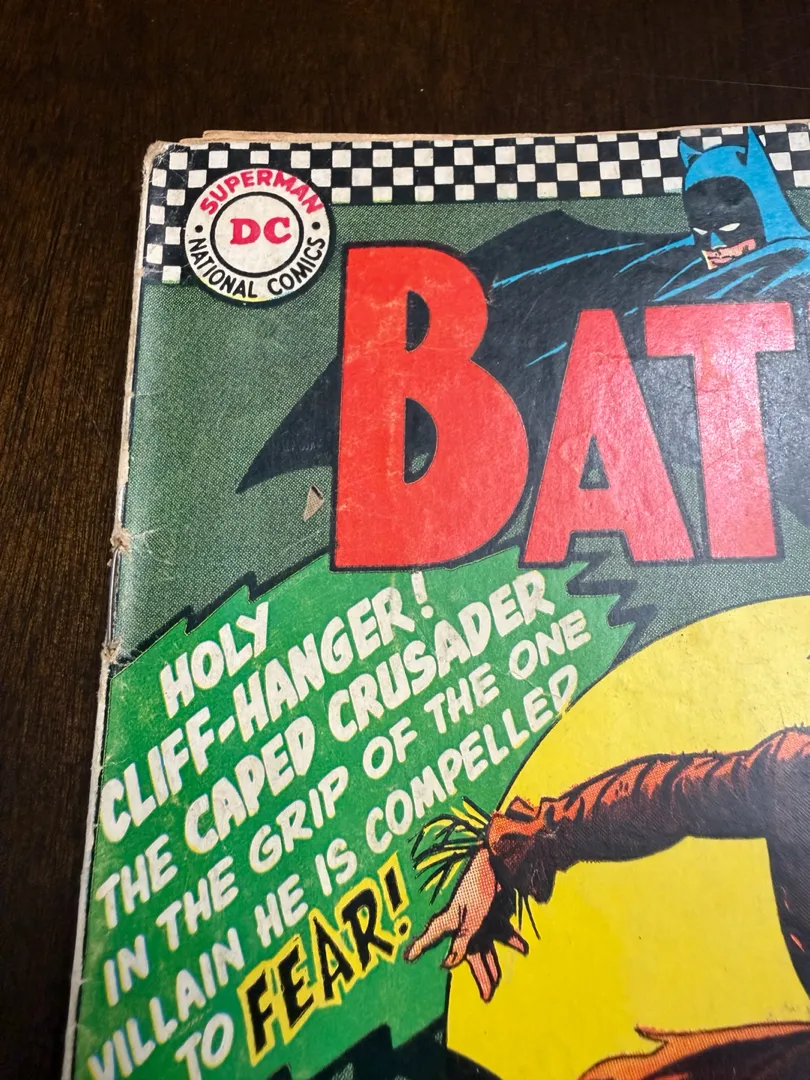 SUPERMAN
DC
NATIONAL COMICS
BAT
HOLY
CLIFF-HANGER!
THE CAPED CRUSADER
IN THE GRIP OF THE ONE
VILLAIN HE IS COMPELLED
TO FEAR!